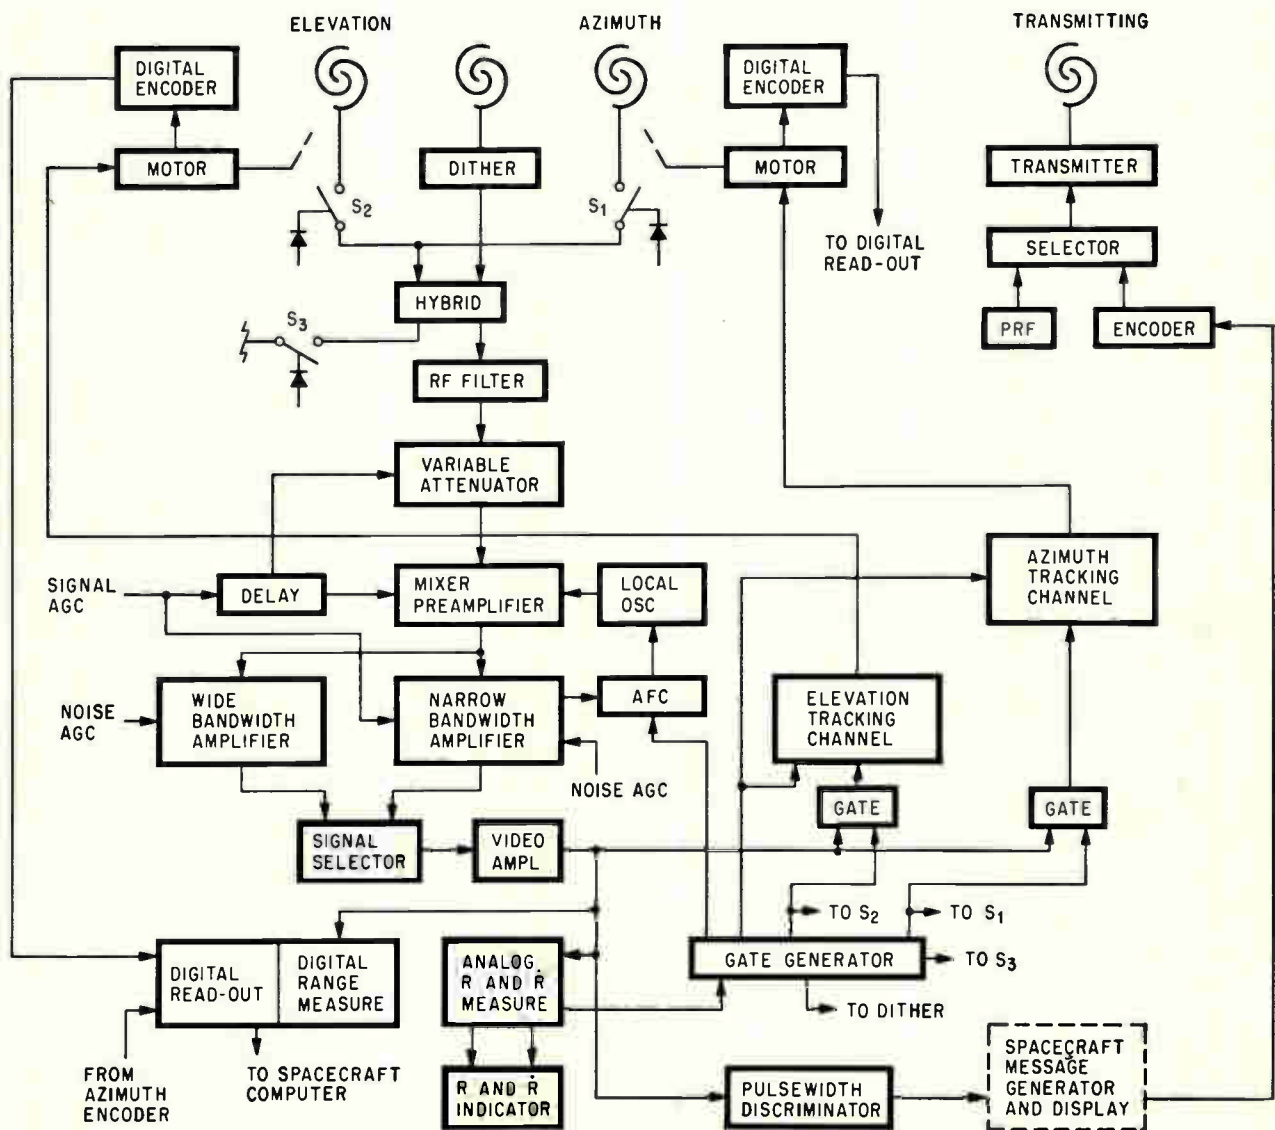 ELEVATION
AZIMUTH
TRANSMITTING
DIGITAL
ENCODER
DIGITAL
ENCODER
MOTOR
DITHER
MOTOR
TRANSMITTER
S2
S1
TO DIGITAL
READ-OUT
SELECTOR
HYBRID
S3
PRF
ENCODER
RF FILTER
VARIABLE
ATTENUATOR
SIGNAL
AGC
DELAY
MIXER
PREAMPLIFIER
LOCAL
OSC
AZIMUTH
TRACKING
CHANNEL
NOISE
AGC
WIDE
BANDWIDTH
AMPLIFIER
NARROW
BANDWIDTH
AMPLIFIER
AFC
ELEVATION
TRACKING
CHANNEL
NOISE AGC
GATE
GATE
SIGNAL
SELECTOR
VIDEO
AMPL
TO S2
TO S1
DIGITAL
READ-OUT
DIGITAL
RANGE
MEASURE
ANALOG
R AND Ṙ
MEASURE
GATE GENERATOR
TO S3
TO DITHER
FROM
AZIMUTH
ENCODER
TO SPACECRAFT
COMPUTER
R AND Ṙ
INDICATOR
PULSEWIDTH
DISCRIMINATOR
SPACECRAFT
MESSAGE
GENERATOR
AND DISPLAY